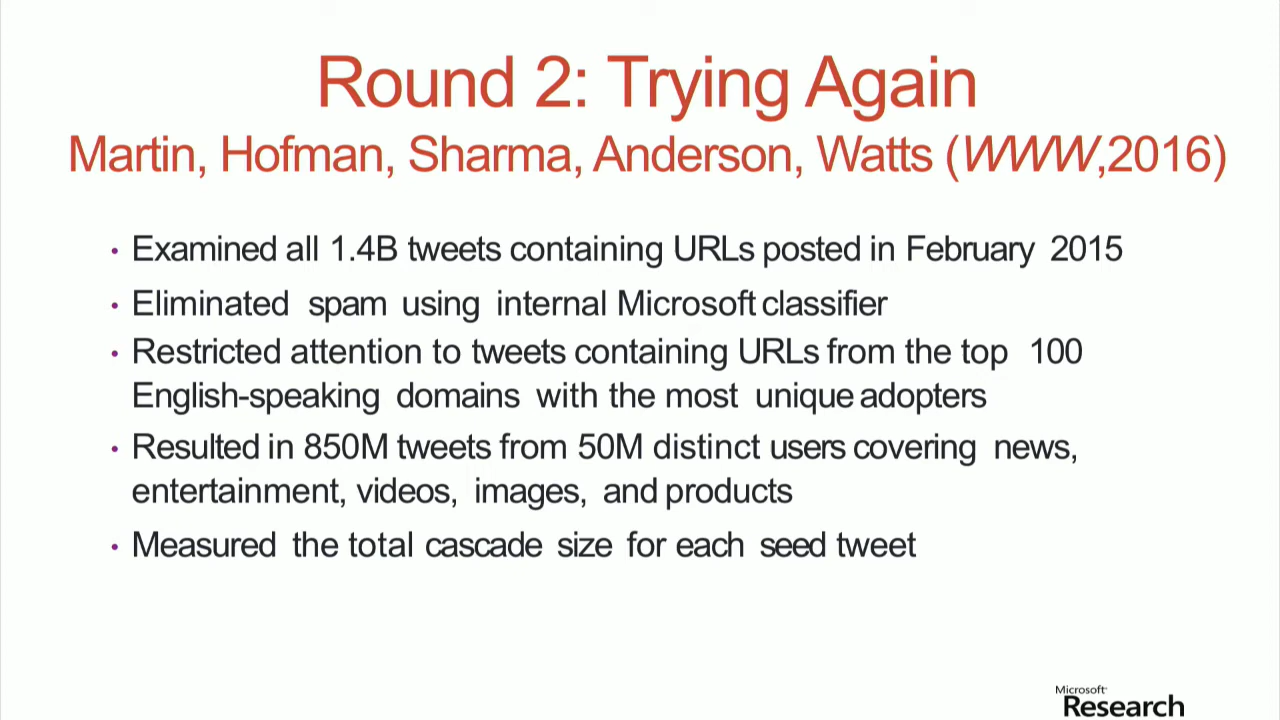 Round 2: Trying Again
Martin, Hofman, Sharma, Anderson, Watts (WWW,2016)
• Examined all 1.4B tweets containing URLs posted in February 2015
• Eliminated spam using internal Microsoft classifier
• Restricted attention to tweets containing URLs from the top 100
English-speaking domains with the most unique adopters
• Resulted in 850M tweets from 50M distinct users covering news,
entertainment, videos, images, and products
• Measured the total cascade size for each seed tweet
Microsoft
Research